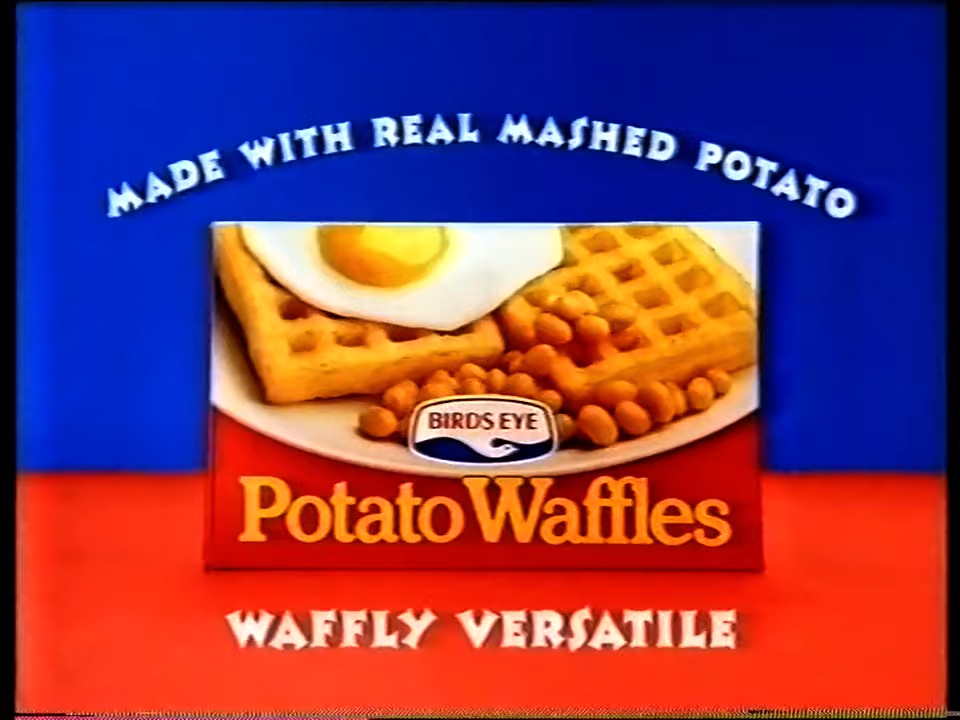 MADE WITH REAL MASHED POTATO
BIRDS EYE
Potato Waffles
WAFFLY VERSATILE